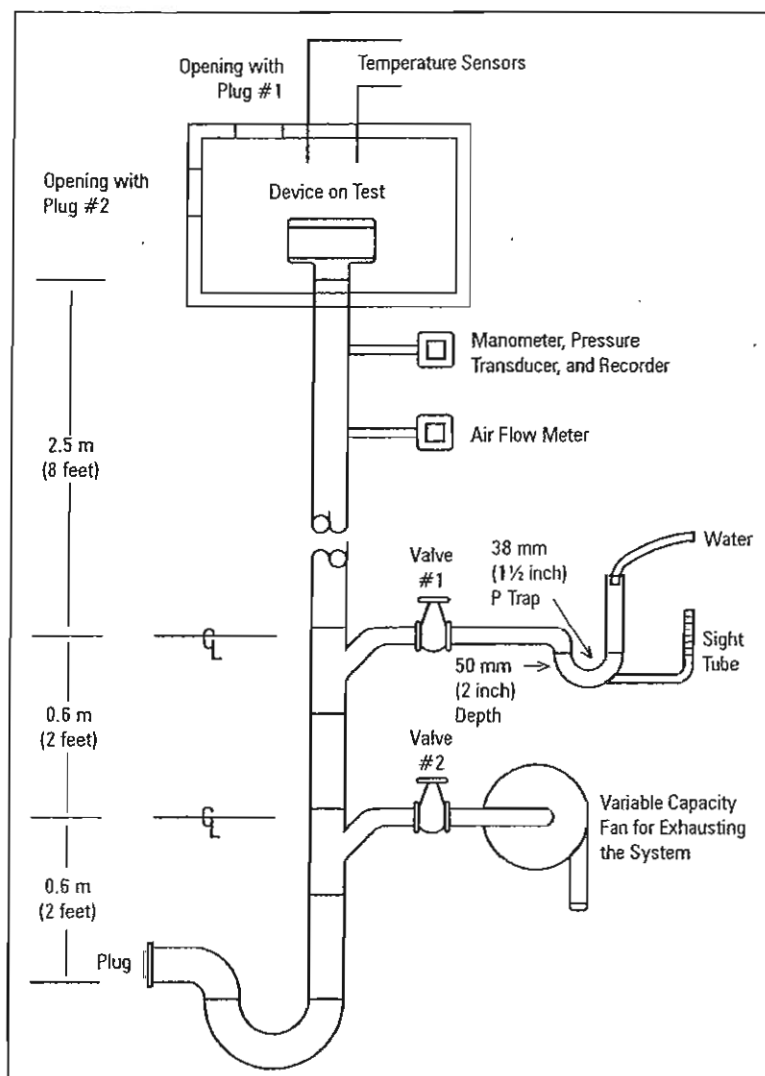 Opening with
Plug #1
Temperature Sensors
Opening with
Plug #2
Device on Test
Manometer, Pressure
Transducer, and Recorder
2.5 m
(8 feet)
Air Flow Meter
Valve
#1
38 mm
(1½ inch)
P Trap
Water
Sight
Tube
50 mm
(2 inch)
Depth
CL
0.6 m
(2 feet)
Valve
#2
CL
Variable Capacity
Fan for Exhausting
the System
0.6 m
(2 feet)
Plug